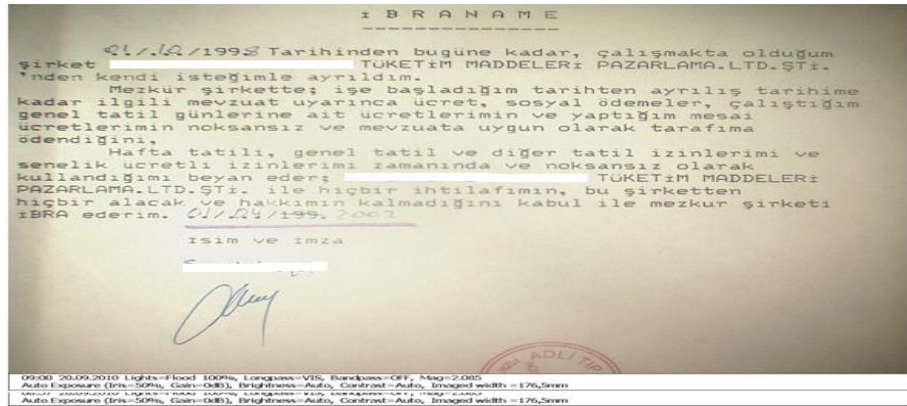 İ B R A N A M E
01/10/1998 Tarihinden bugüne kadar, çalışmakta olduğum
şirket TÜKETİM MADDELERİ PAZARLAMA.LTD.ŞTİ.
'nden kendi isteğimle ayrıldım.
Mezkür şirkette; işe başladığım tarihten ayrılış tarihime
kadar ilgili mevzuat uyarınca ücret, sosyal ödemeler, çalıştığım
genel tatil günlerine ait ücretlerimin ve yaptığım mesai
ücretlerimin noksansız ve mevzuata uygun olarak tarafıma
ödendiğini,
Hafta tatili, genel tatil ve diğer tatil izinlerimi ve
senelik ücretli izinlerimi zamanında ve noksansız olarak
kullandığımı beyan eder; TÜKETİM MADDELERİ
PAZARLAMA.LTD.ŞTİ. ile hiçbir ihtilafımın, bu şirketten
hiçbir alacak ve hakkımın kalmadığını kabul ile mezkur şirketi
İBRA ederim. 199. 2002
İsim ve İmza
ADLİ TIP
09:00 20.09.2010 Lights=Flood 100%, Longpass=VIS, Bandpass=OFF, Mag=2.085
Auto Exposure (Iris=50%, Gain=0dB), Brightness=Auto, Contrast=Auto, Imaged width =176,5mm
Auto Exposure (Iris=50%, Gain=0dB), Brightness=Auto, Contrast=Auto, Imaged width =176,5mm